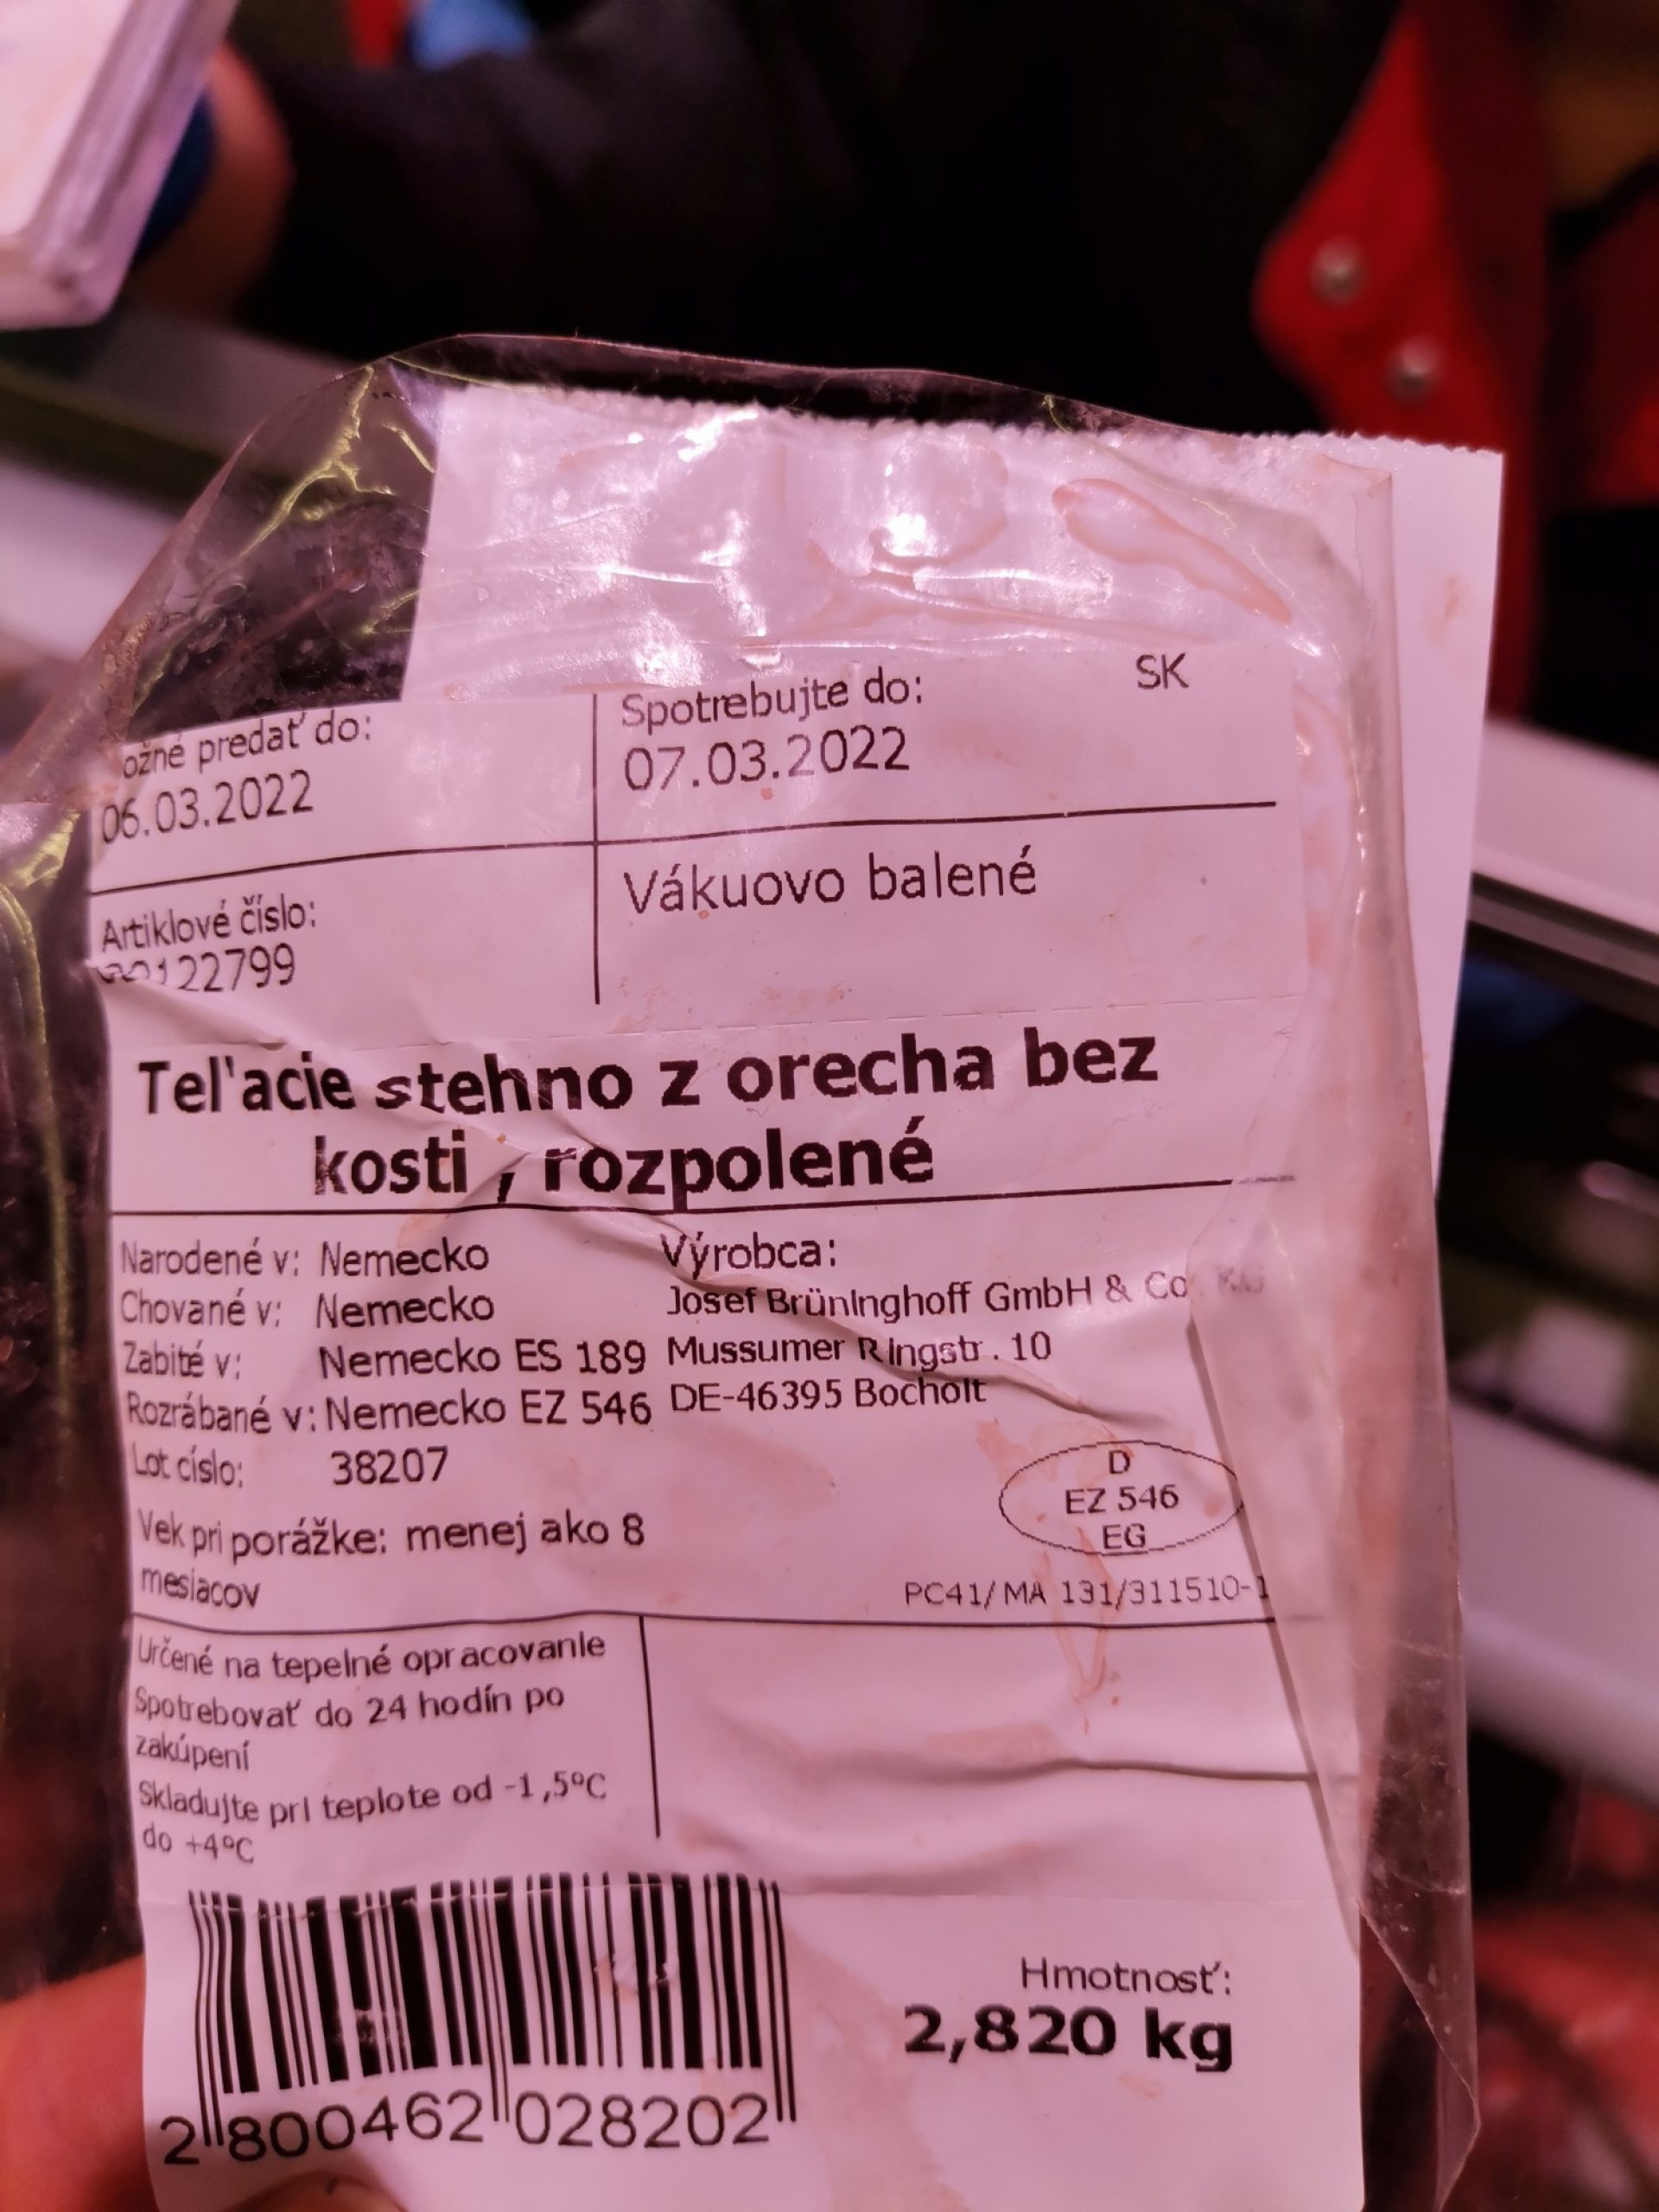 SK
ožné predať do:
06.03.2022
Spotrebujte do:
07.03.2022
Artiklové číslo:
Vákuovo balené
Tel'acie stehno z orecha bez
kosti , rozpolené
Narodené v: Nemecko
Chované v: Nemecko
Zabité v: Nemecko ES 189
Rozrábané v: Nemecko EZ 546
Lot císlo: 38207
Vek pri porážke: menej ako 8
mesiacov
Výrobca:
Josef Brüninghoff GmbH & Co. KG
Mussumer Ringstr. 10
DE-46395 Bocholt
D
EZ 546
EG
PC41/MA 131/311510-1
Určené na tepelné opracovanie
Spotrebovať do 24 hodín po
zakúpení
Skladujte pri teplote od -1,5°C
do +4°C
Hmotnosť:
2,820 kg
2 800462 028202